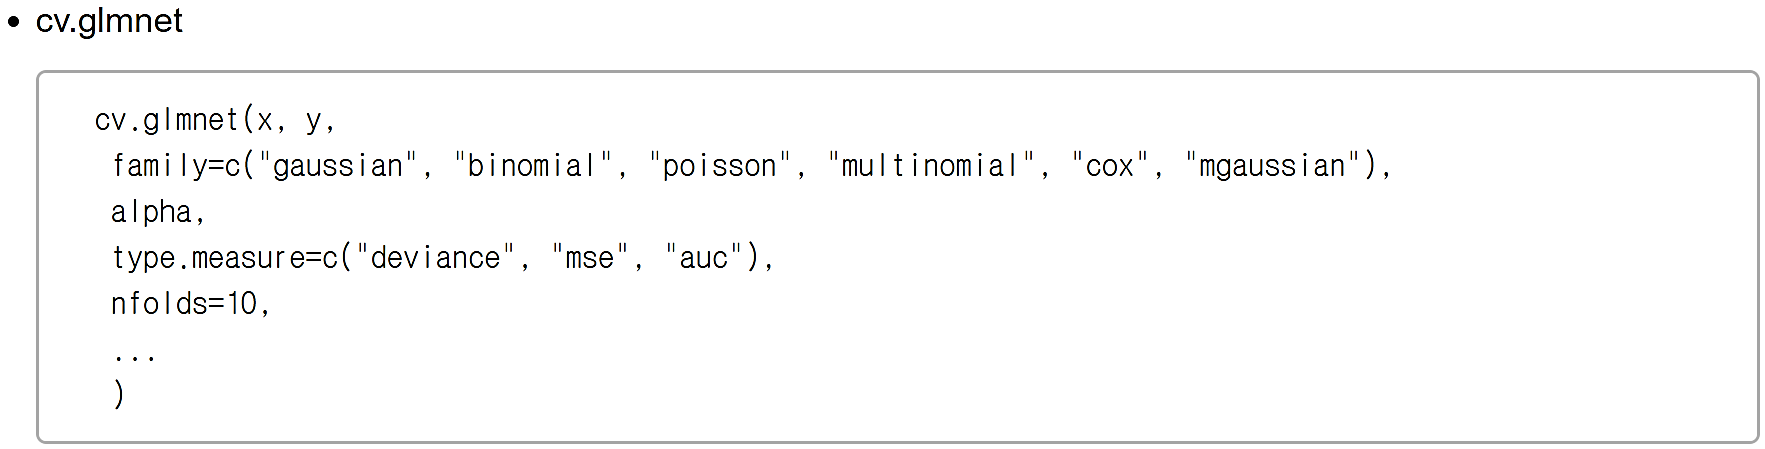 • cv.glmnet
cv.glmnet(x, y,
family=c("gaussian", "binomial", "poisson", "multinomial", "cox", "mgaussian"),
alpha,
type.measure=c("deviance", "mse", "auc"),
nfolds=10,
...
)